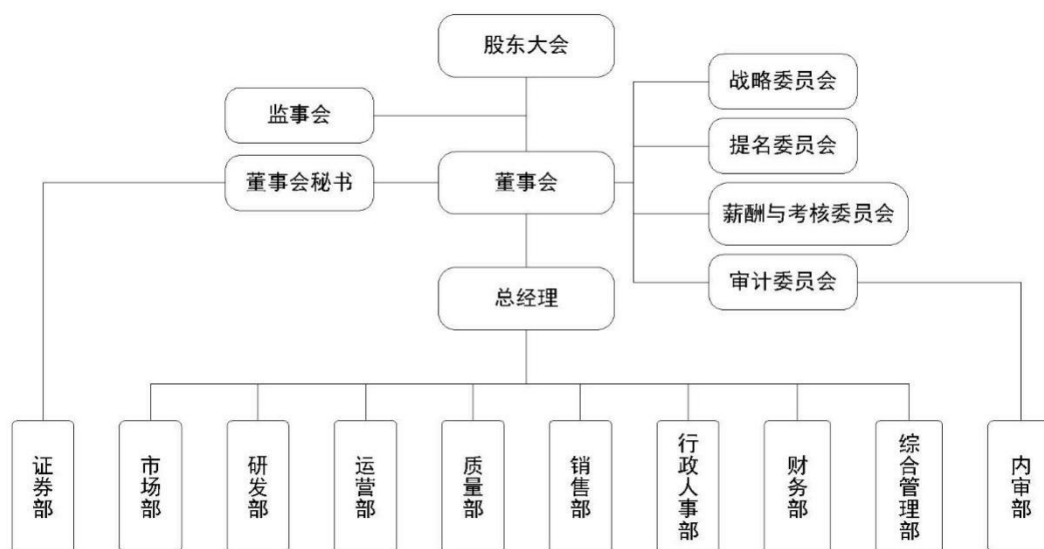 股东大会
战略委员会
监事会
提名委员会
董事会秘书
董事会
薪酬与考核委员会
总经理
审计委员会
证券部
市场部
研发部
运营部
质量部
销售部
行政人事部
财务部
综合管理部
内审部